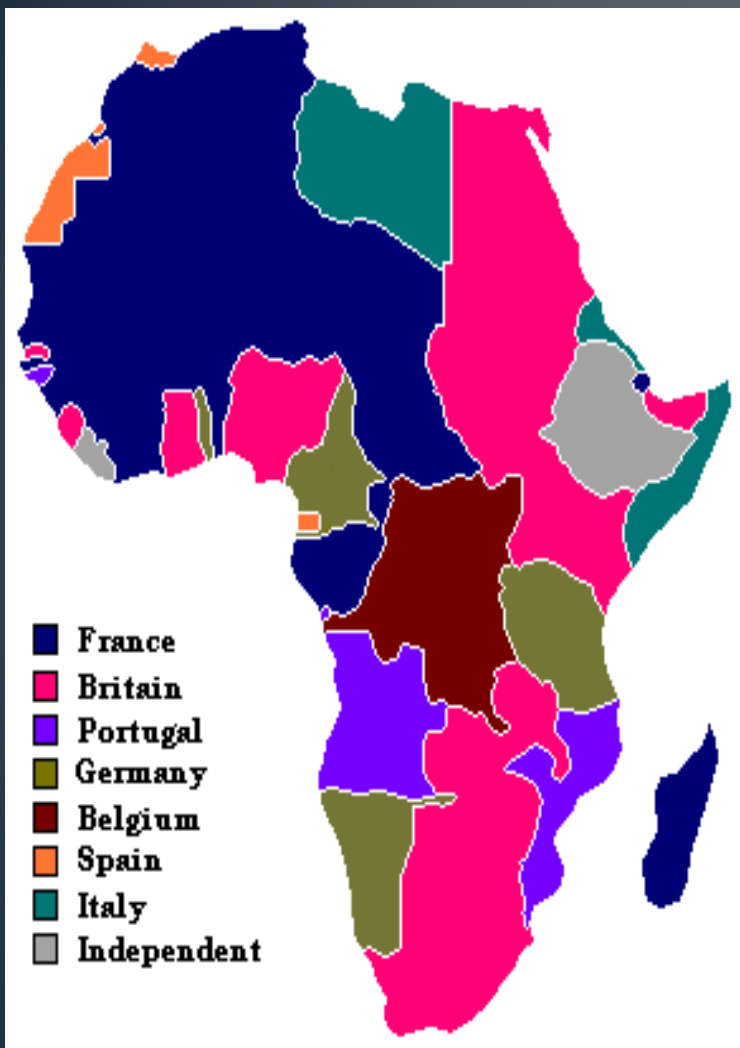 France
Britain
Portugal
Germany
Belgium
Spain
Italy
Independent